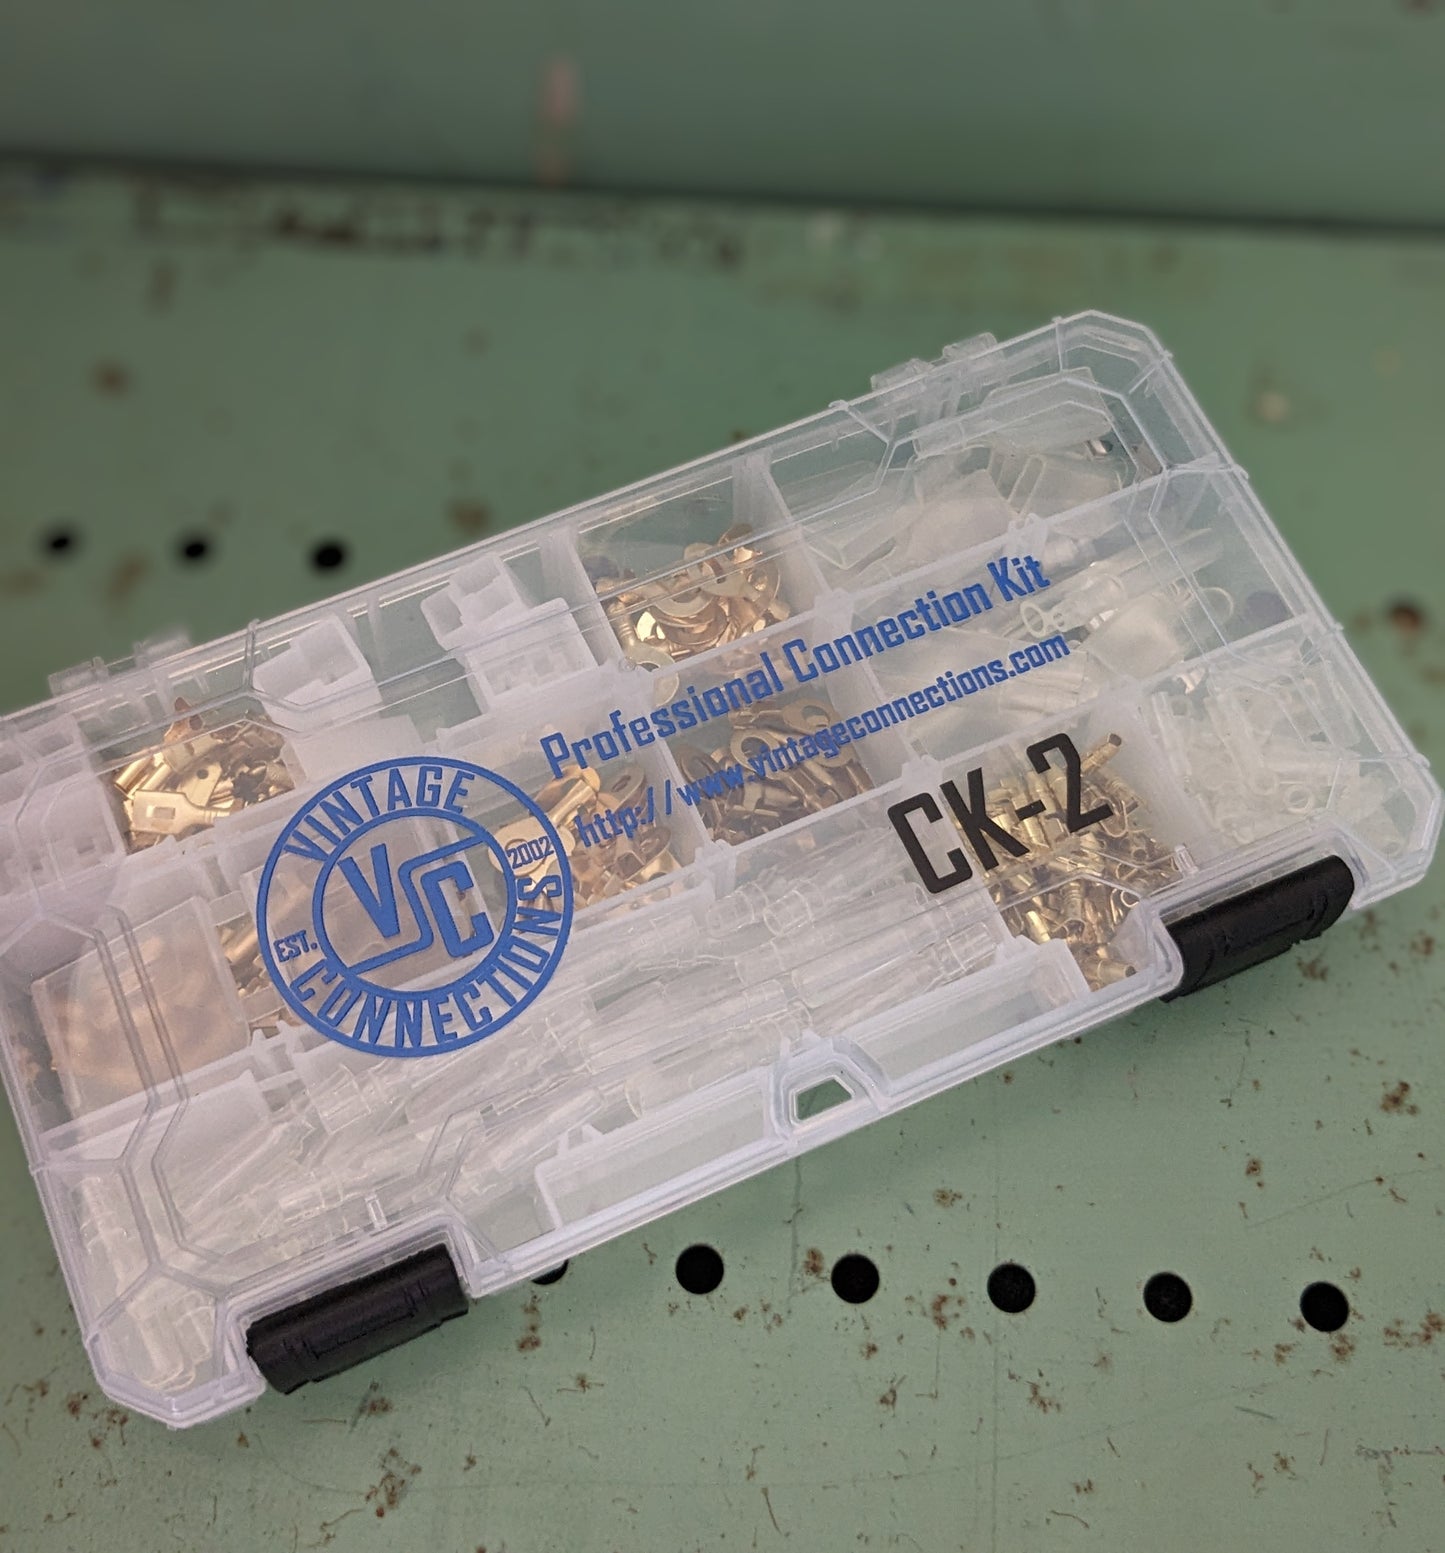 Professional Connection Kit
http://www.vintageconnections.com
CK-2
VINTAGE
VC
EST. 2002
CONNECTIONS